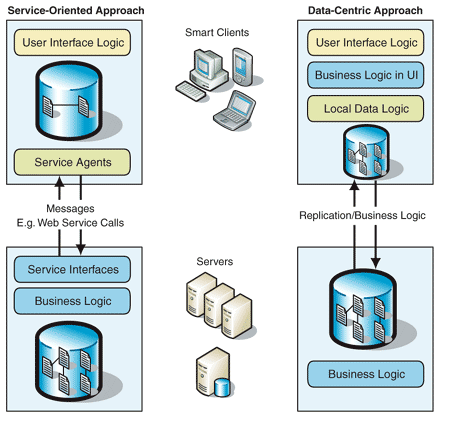 Service-Oriented Approach
User Interface Logic
Service Agents
Messages
E.g. Web Service Calls
Service Interfaces
Business Logic
Smart Clients
Servers
Data-Centric Approach
User Interface Logic
Business Logic in UI
Local Data Logic
Replication/Business Logic
Business Logic